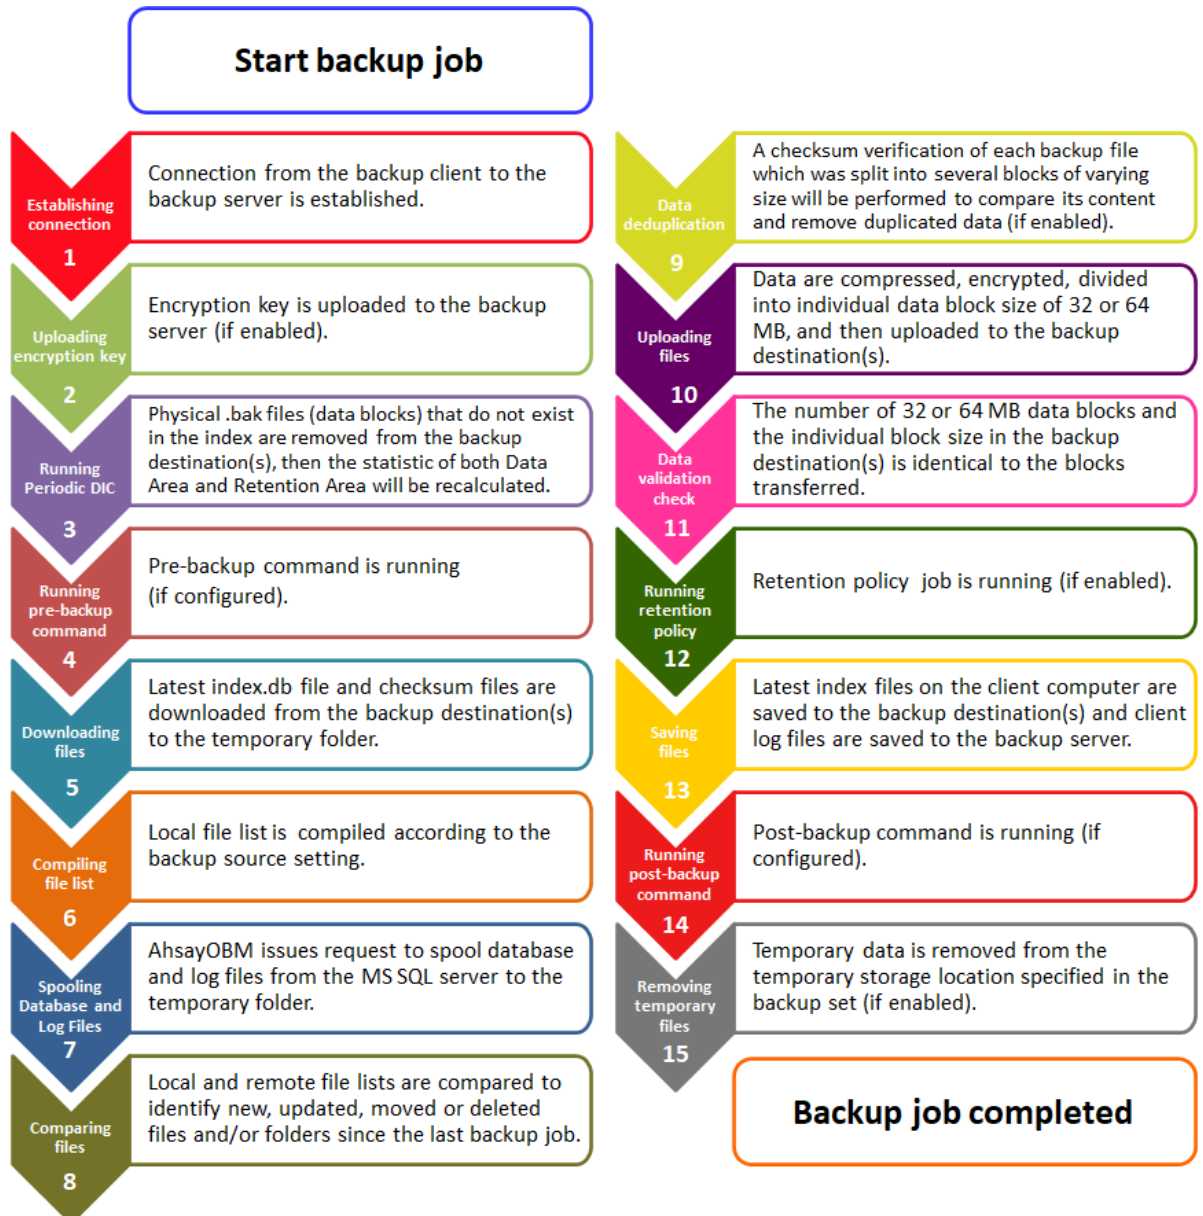 Start backup job
Establishing
connection
1
Connection from the backup client to the
backup server is established.
Uploading
encryption key
2
Encryption key is uploaded to the backup
server (if enabled).
Running
Periodic DIC
3
Physical .bak files (data blocks) that do not exist
in the index are removed from the backup
destination(s), then the statistic of both Data
Area and Retention Area will be recalculated.
Running
pre-backup
command
4
Pre-backup command is running
(if configured).
Downloading
files
5
Latest index.db file and checksum files are
downloaded from the backup destination(s)
to the temporary folder.
Compiling
file list
6
Local file list is compiled according to the
backup source setting.
Spooling
Database and
Log Files
7
AhsayOBM issues request to spool database
and log files from the MS SQL server to the
temporary folder.
Comparing
files
8
Local and remote file lists are compared to
identify new, updated, moved or deleted
files and/or folders since the last backup job.
Data
deduplication
9
A checksum verification of each backup file
which was split into several blocks of varying
size will be performed to compare its content
and remove duplicated data (if enabled).
Uploading
files
10
Data are compressed, encrypted, divided
into individual data block size of 32 or 64
MB, and then uploaded to the backup
destination(s).
Data
validation
check
11
The number of 32 or 64 MB data blocks and
the individual block size in the backup
destination(s) is identical to the blocks
transferred.
Running
retention
policy
12
Retention policy job is running (if enabled).
Saving
files
13
Latest index files on the client computer are
saved to the backup destination(s) and client
log files are saved to the backup server.
Running
post-backup
command
14
Post-backup command is running (if
configured).
Removing
temporary
files
15
Temporary data is removed from the
temporary storage location specified in the
backup set (if enabled).
Backup job completed